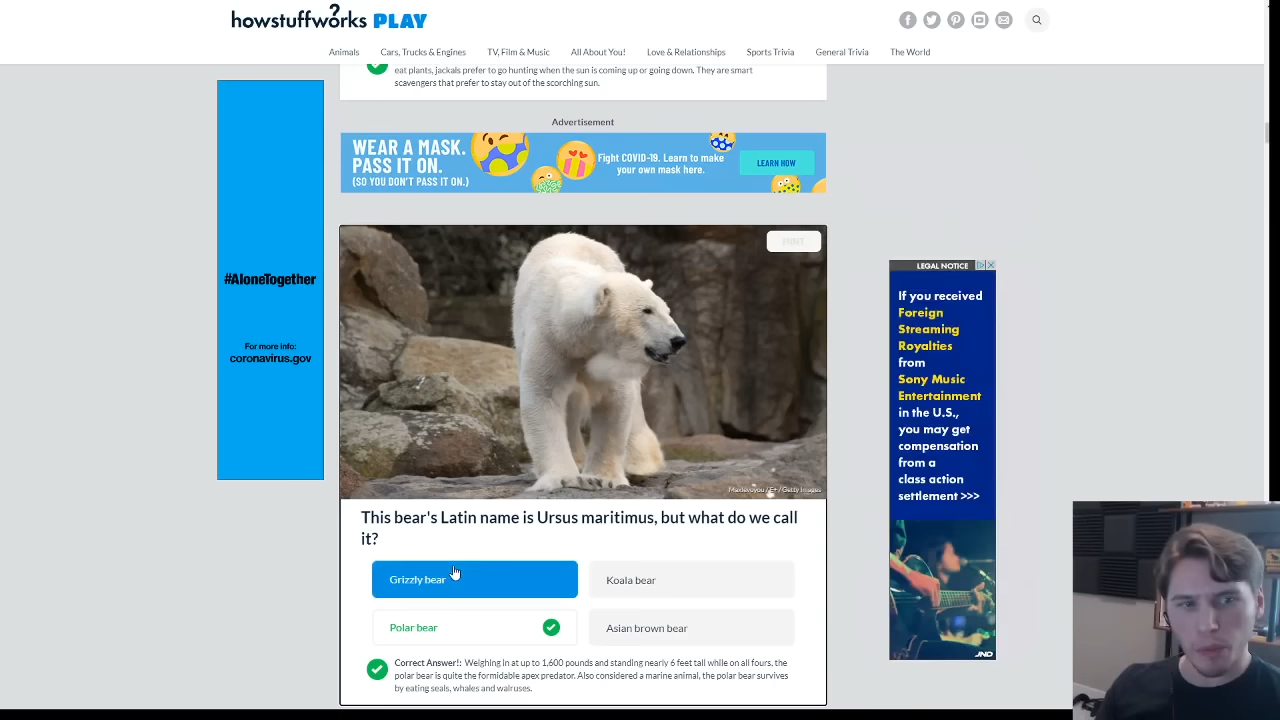 howstuffworks PLAY
Animals Cars, Trucks & Engines TV, Film & Music All About You! Love & Relationships Sports Trivia General Trivia The World
eat plants, jackals prefer to go hunting when the sun is coming up or going down. They are smart
scavengers that prefer to stay out of the scorching sun.
Advertisement
WEAR A MASK.
PASS IT ON.
(SO YOU DON'T PASS IT ON.)
Fight COVID-19. Learn to make
your own mask here.
LEARN HOW
#AloneTogether
For more info:
coronavirus.gov
HINT
LEGAL NOTICE
If you received
Foreign
Streaming
Royalties
from
Sony Music
Entertainment
in the U.S.,
you may get
compensation
from a
class action
settlement >>>
JND
/ E+ / Getty Images
This bear's Latin name is Ursus maritimus, but what do we call
it?
Grizzly bear
Koala bear
Polar bear
Asian brown bear
Correct Answer!: Weighing in at up to 1,600 pounds and standing nearly 6 feet tall while on all fours, the
polar bear is quite the formidable apex predator. Also considered a marine animal, the polar bear survives
by eating seals, whales and walruses.